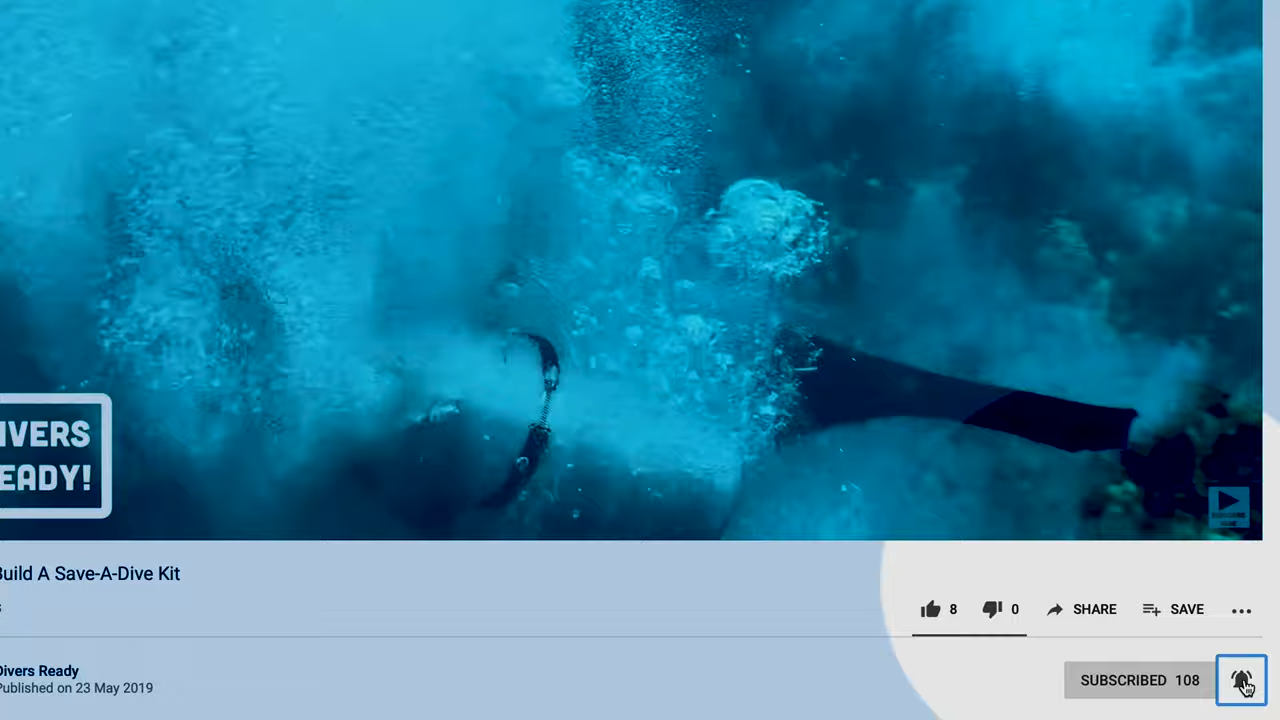 IVERS
EADY!
Build A Save-A-Dive Kit
s
8
0
SHARE
SAVE
Divers Ready
Published on 23 May 2019
SUBSCRIBED 108